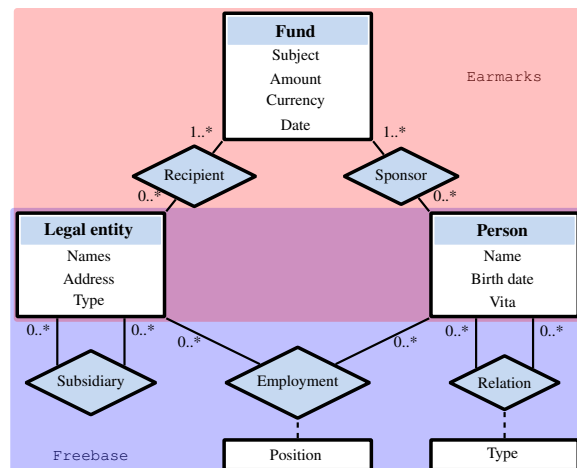 Fund
Subject
Amount
Currency
Date
Earmarks
1..*
1..*
Recipient
Sponsor
0..*
0..*
Legal entity
Names
Address
Type
Person
Name
Birth date
Vita
0..*
0..*
0..*
0..*
0..*
0..*
Subsidiary
Employment
Relation
Freebase
Position
Type